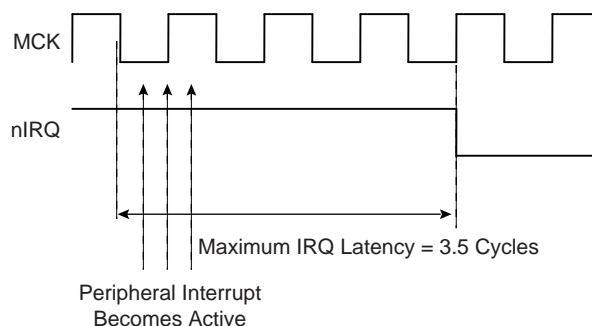 MCK
nIRQ
Maximum IRQ Latency = 3.5 Cycles
Peripheral Interrupt
Becomes Active